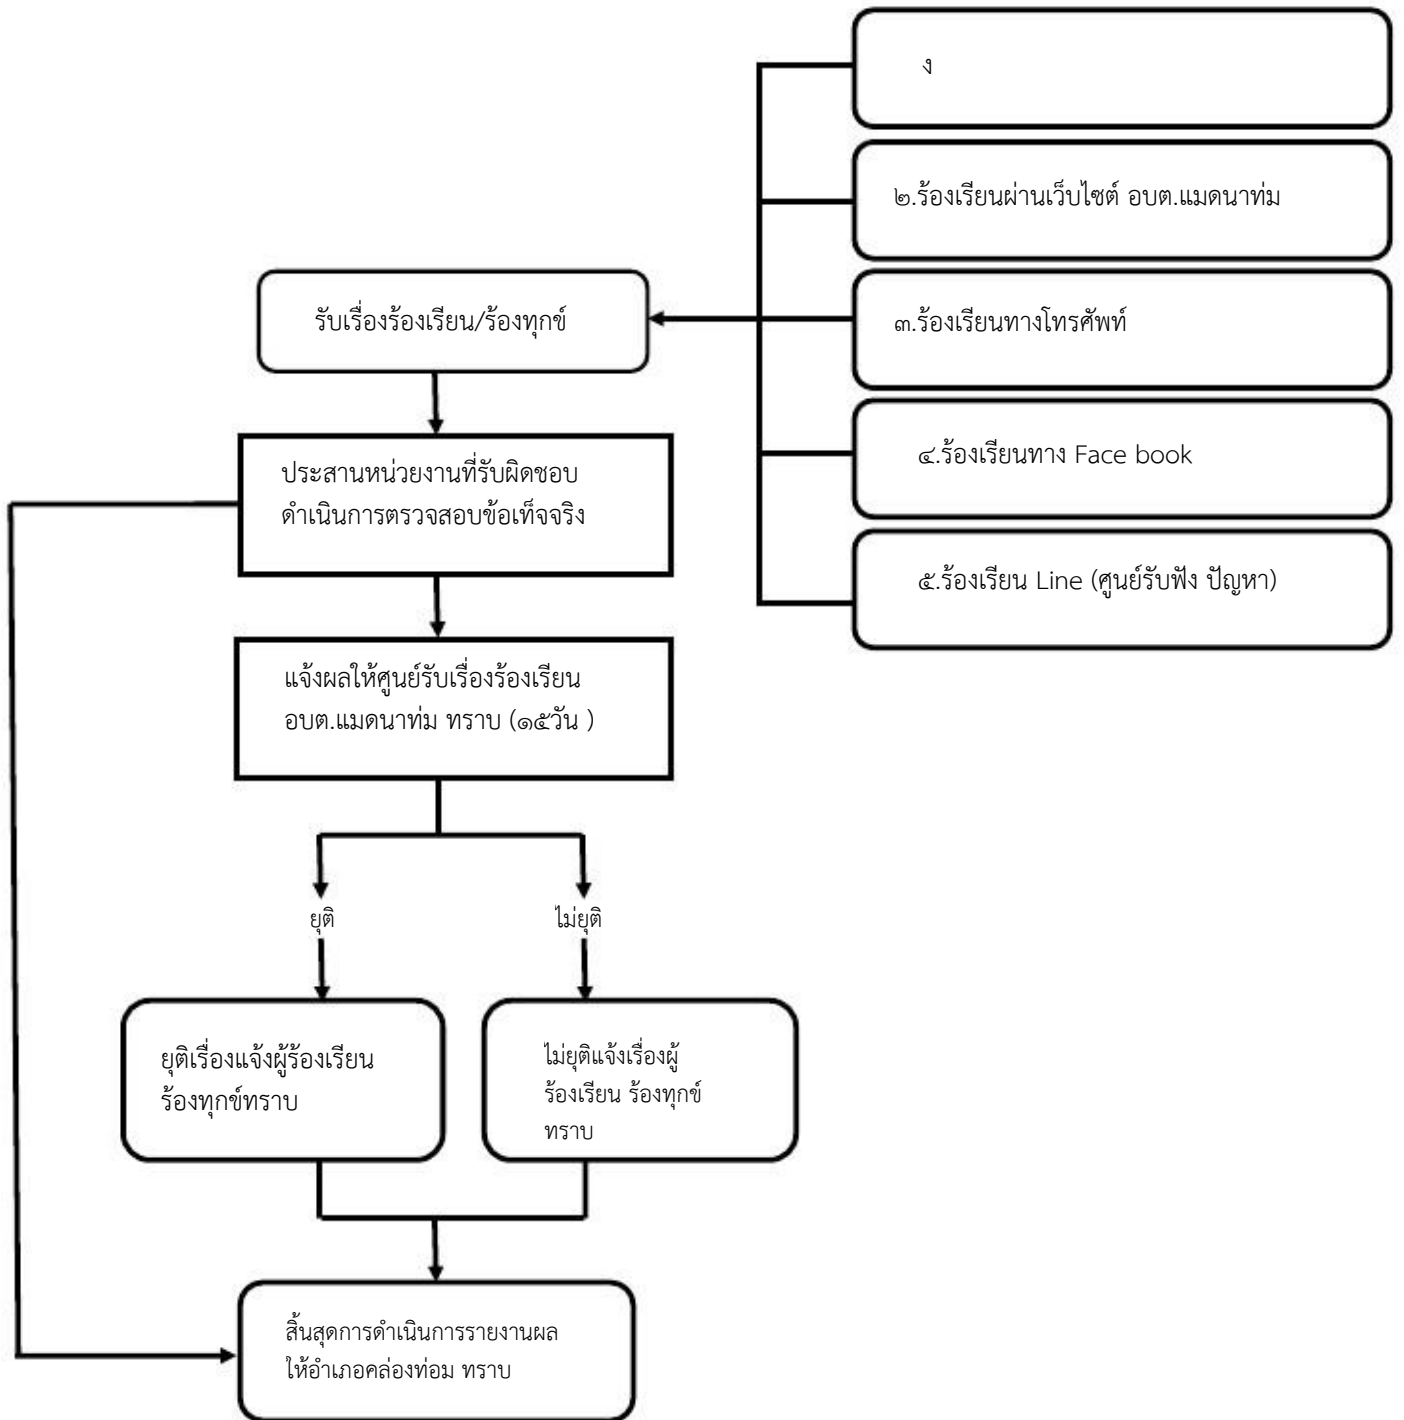 ง
๒.ร้องเรียนผ่านเว็บไซต์ อบต.แมดนาท่ม
รับเรื่องร้องเรียน/ร้องทุกข์
๓.ร้องเรียนทางโทรศัพท์
๔.ร้องเรียนทาง Face book
ประสานหน่วยงานที่รับผิดชอบ
ดำเนินการตรวจสอบข้อเท็จจริง
๕.ร้องเรียน Line (ศูนย์รับฟัง ปัญหา)
แจ้งผลให้ศูนย์รับเรื่องร้องเรียน
อบต.แมดนาท่ม ทราบ (๑๕วัน )
ยุติ
ไม่ยุติ
ยุติเรื่องแจ้งผู้ร้องเรียน
ร้องทุกข์ทราบ
ไม่ยุติแจ้งเรื่องผู้
ร้องเรียน ร้องทุกข์
ทราบ
สิ้นสุดการดำเนินการรายงานผล
ให้อำเภอคล่องท่อม ทราบ